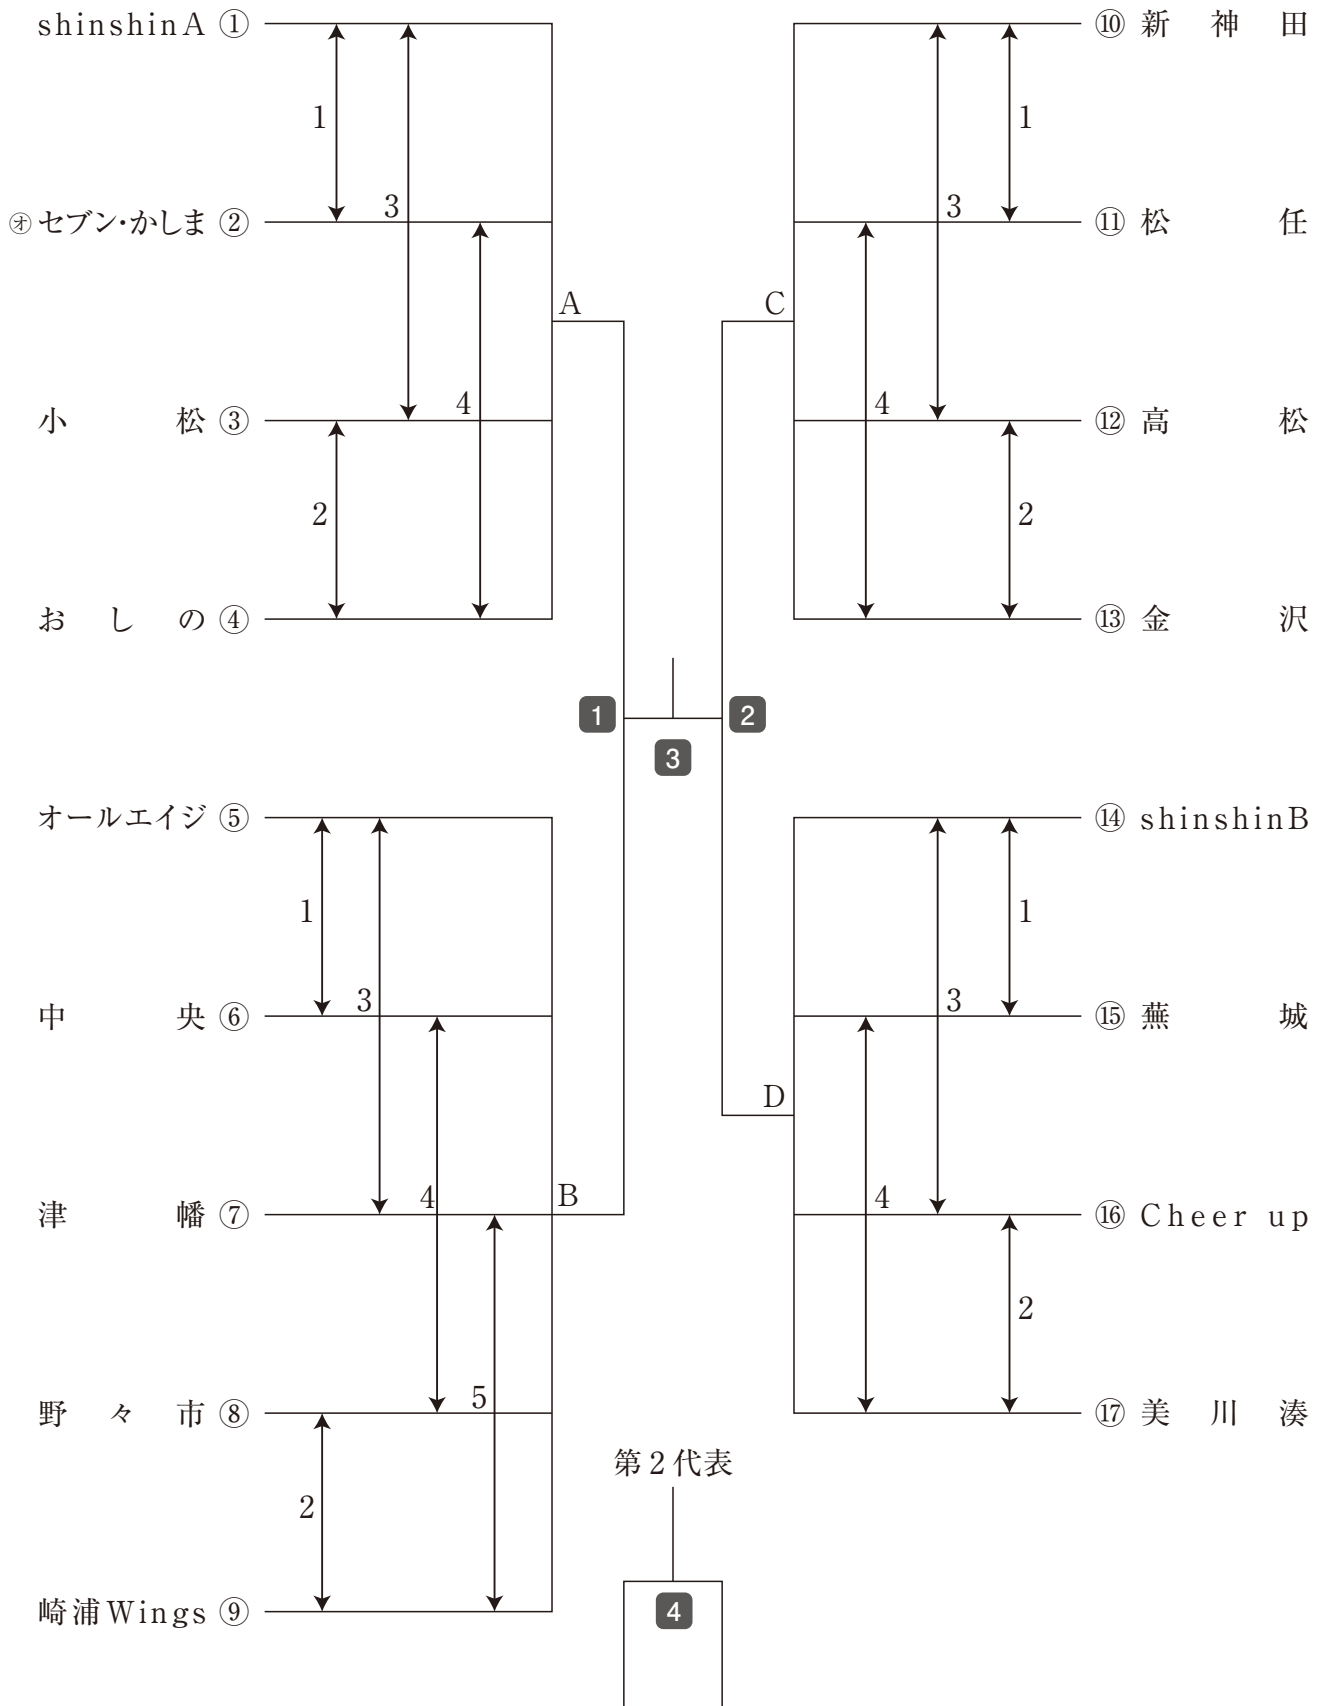 shinshinA ①
1
3
㋔セブン・かしま ②
4
A
小松 ③
2
おしの ④
⑩ 新神田
1
3
⑪ 松任
C
4
⑫ 高松
2
⑬ 金沢
1
2
3
オールエイジ ⑤
1
3
中央 ⑥
4
津幡 ⑦
B
5
野々市 ⑧
2
崎浦Wings ⑨
⑭ shinshinB
1
3
⑮ 蕪城
D
4
⑯ Cheer up
2
⑰ 美川湊
第2代表
4